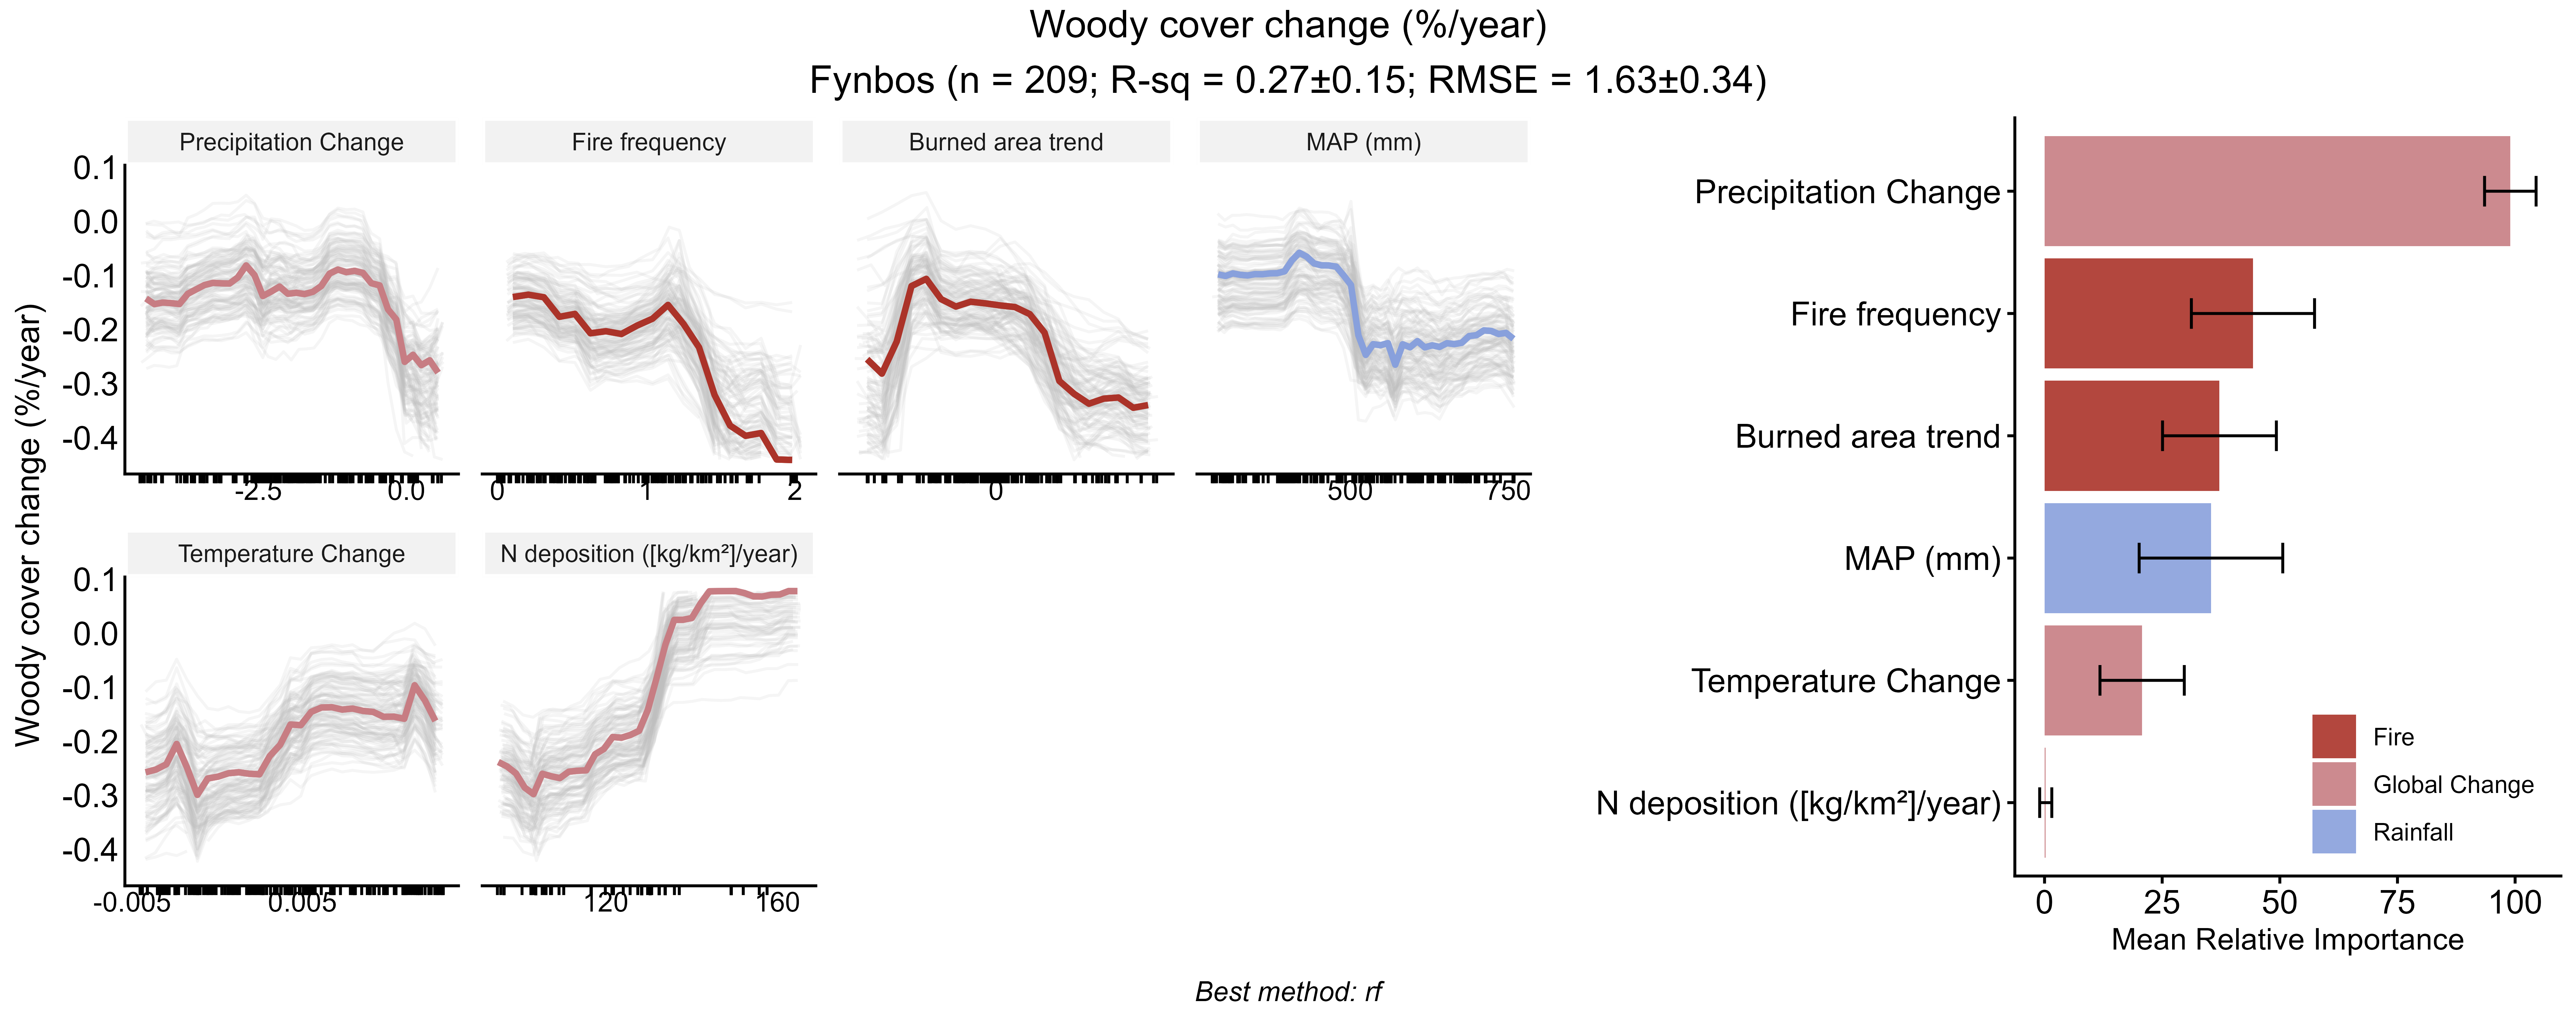 Woody cover change (%/year)
Fynbos (n = 209; R-sq = 0.27±0.15; RMSE = 1.63±0.34)
Woody cover change (%/year)
Precipitation Change
Fire frequency
Burned area trend
MAP (mm)
0.1
0.0
-0.1
-0.2
-0.3
-0.4
-2.5 0.0
0 1 2
0
500 750
Temperature Change
N deposition ([kg/km²]/year)
0.1
0.0
-0.1
-0.2
-0.3
-0.4
-0.005 0.005
120 160
Precipitation Change
Fire frequency
Burned area trend
MAP (mm)
Temperature Change
N deposition ([kg/km²]/year)
Fire
Global Change
Rainfall
0 25 50 75 100
Mean Relative Importance
Best method: rf